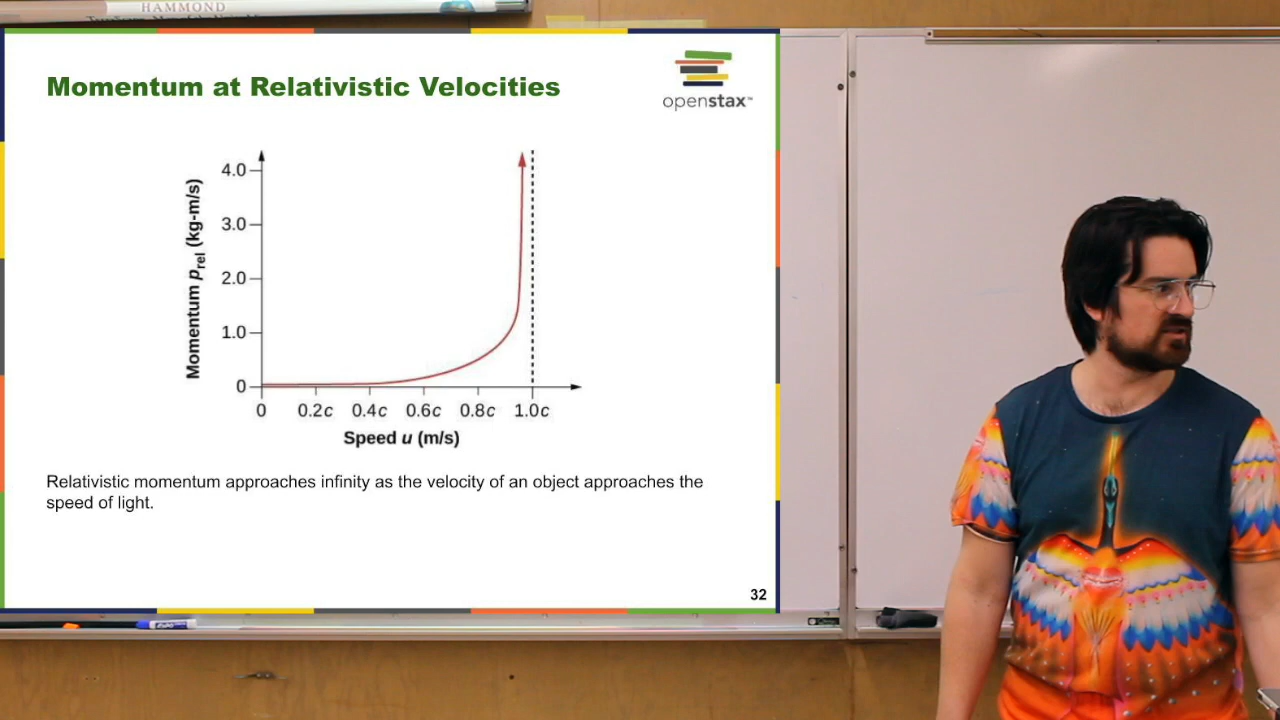 HAMMOND
Momentum at Relativistic Velocities
openstax™
4.0
3.0
2.0
1.0
0
Momentum prel (kg-m/s)
0 0.2c 0.4c 0.6c 0.8c 1.0c
Speed u (m/s)
Relativistic momentum approaches infinity as the velocity of an object approaches the
speed of light.
32
EXPO